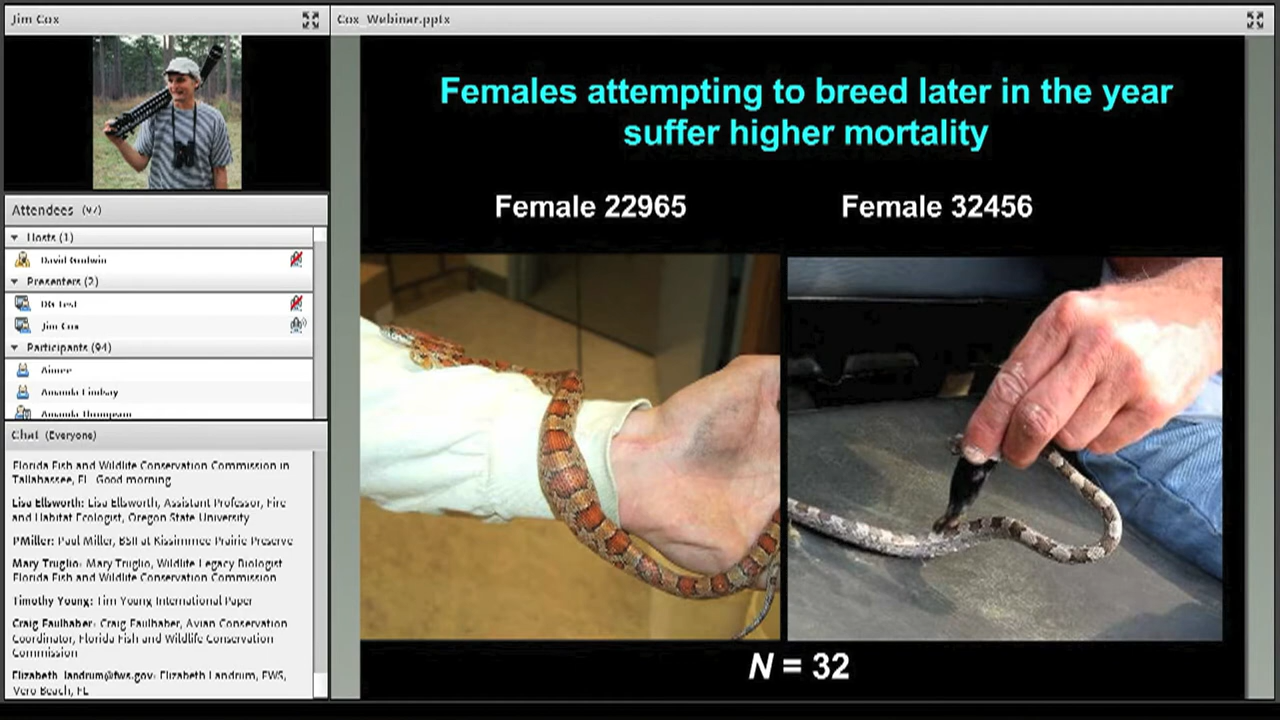 Jim Cox
Cox_Webinar.pptx
Attendees (97)
Hosts (1)
David Godwin
Presenters (2)
DG Test
Jim Cox
Participants (94)
Aimee
Amanda Lindsay
Amanda Thompson
Chat (Everyone)
Florida Fish and Wildlife Conservation Commission in
Tallahassee, FL Good morning
Lisa Ellsworth: Lisa Ellsworth, Assistant Professor, Fire
and Habitat Ecologist, Oregon State University
PMiller: Paul Miller, BSII at Kissimmee Prairie Preserve
Mary Truglio: Mary Truglio, Wildlife Legacy Biologist
Florida Fish and Wildlife Conservation Commission
Timothy Young: Tim Young International Paper
Craig Faulhaber: Craig Faulhaber, Avian Conservation
Coordinator, Florida Fish and Wildlife Conservation
Commission
Elizabeth_landrum@fws.gov: Elizabeth Landrum, FWS,
Vero Beach, FL
Females attempting to breed later in the year
suffer higher mortality
Female 22965
Female 32456
N = 32